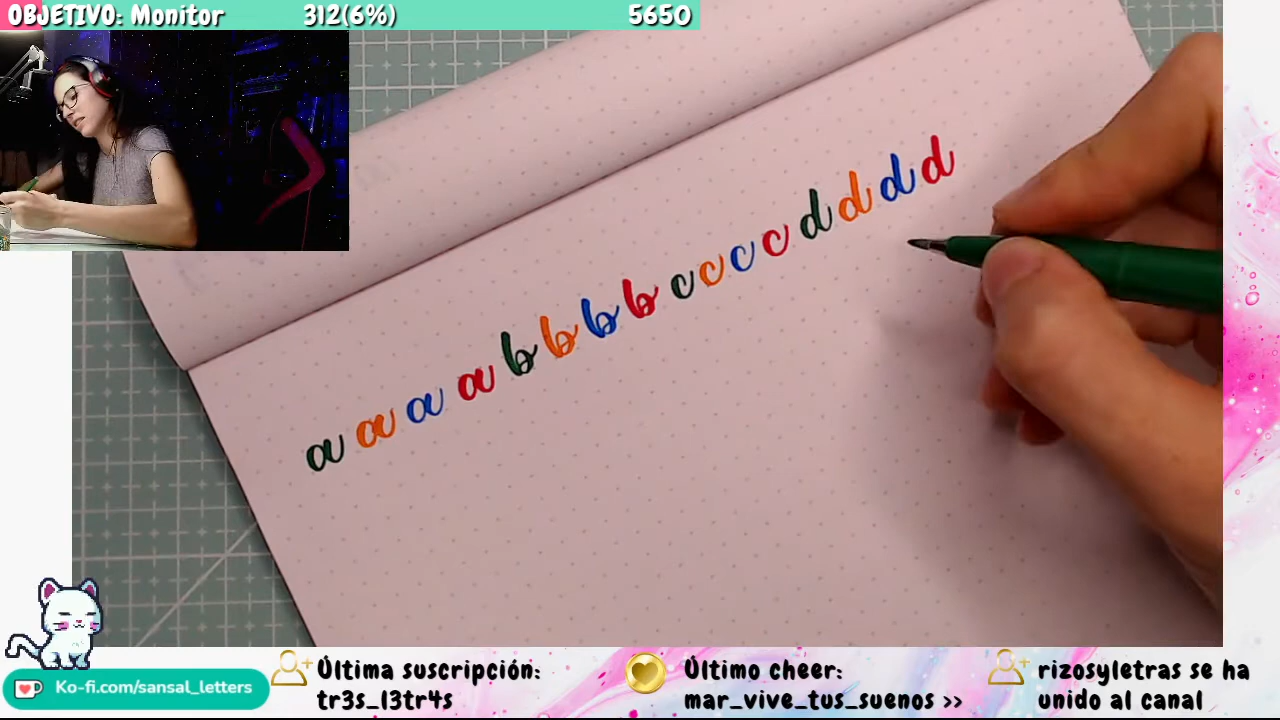 OBJETIVO: Monitor 312(6%) 5650
a a a a b b b b c c c c d d d d
Ko-fi.com/sansal_letters
Última suscripción:
tr3s_l3tr4s
Último cheer:
mar_vive_tus_suenos >>
rizosyletras se ha
unido al canal